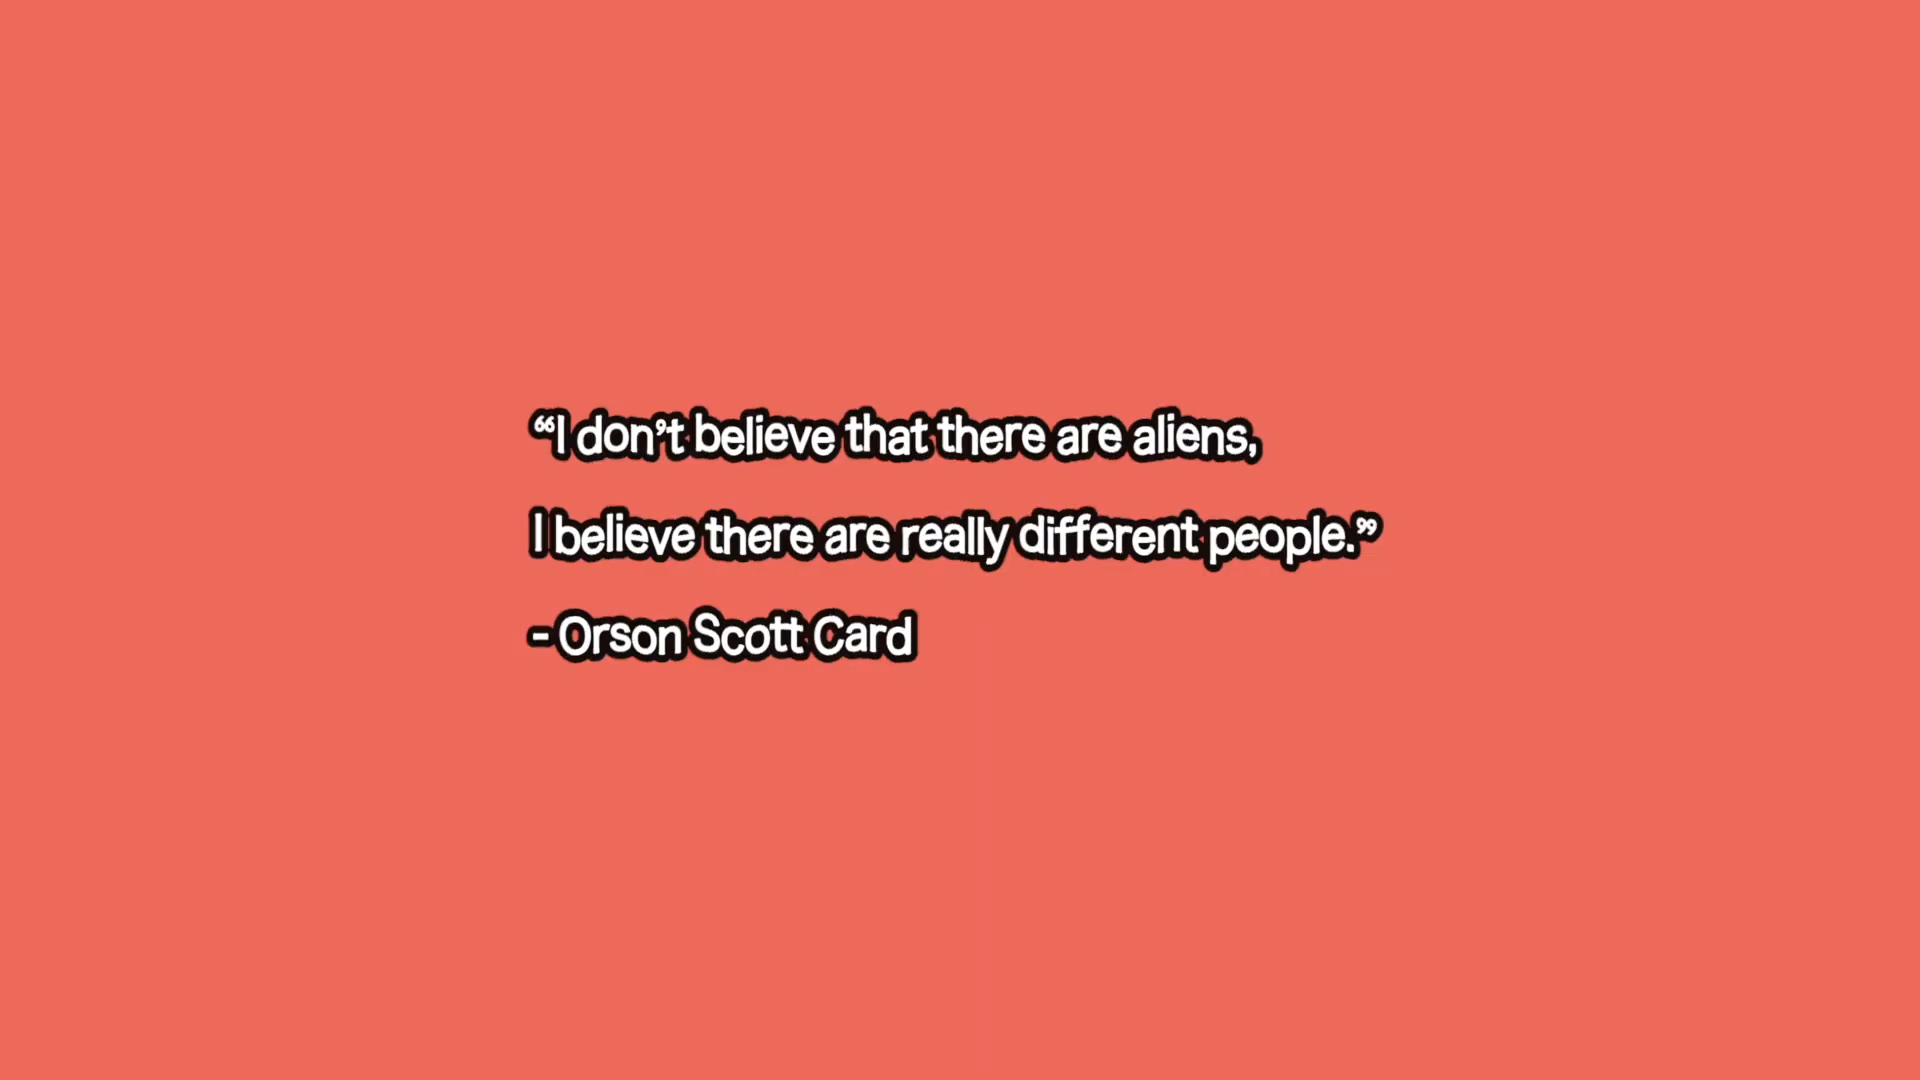 “I don’t believe that there are aliens,
I believe there are really different people.”
- Orson Scott Card